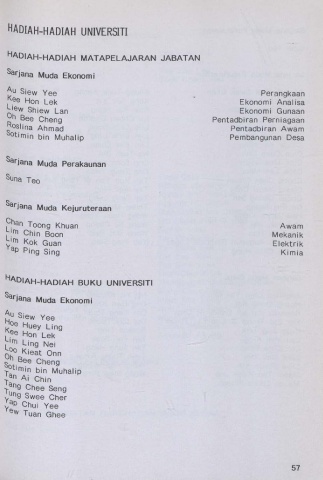 HADIAH-HADIAH UNIVERSITI
HADIAH-HADIAH MATAPELAJARAN JABATAN
Sarjana Muda Ekonomi
Au Siew Yee Perangkaan
Kee Hon Lek Ekonomi Analisa
Liew Shiew Lan Ekonomi Gunaan
Oh Bee Cheng Pentadbiran Perniagaan
Roslina Ahmad Pentadbiran Awam
Sotimin bin Muhalip Pembangunan Desa
Sarjana Muda Perakaunan
Suna Teo
Sarjana Muda Kejuruteraan
Chan Toong Khuan Awam
Lim Chin Boon Mekanik
Lim Kok Guan Elektrik
Yap Ping Sing Kimia
HADIAH-HADIAH BUKU UNIVERSITI
Sarjana Muda Ekonomi
Au Siew Yee
Hoe Huey Ling
Kee Hon Lek
Lim Ling Nei
Loo Kieat Onn
Oh Bee Cheng
Sotimin bin Muhalip
Tan Ai Chin
Tang Chee Seng
Tung Swee Cher
Yap Chui Yee
Yew Tuan Ghee
57